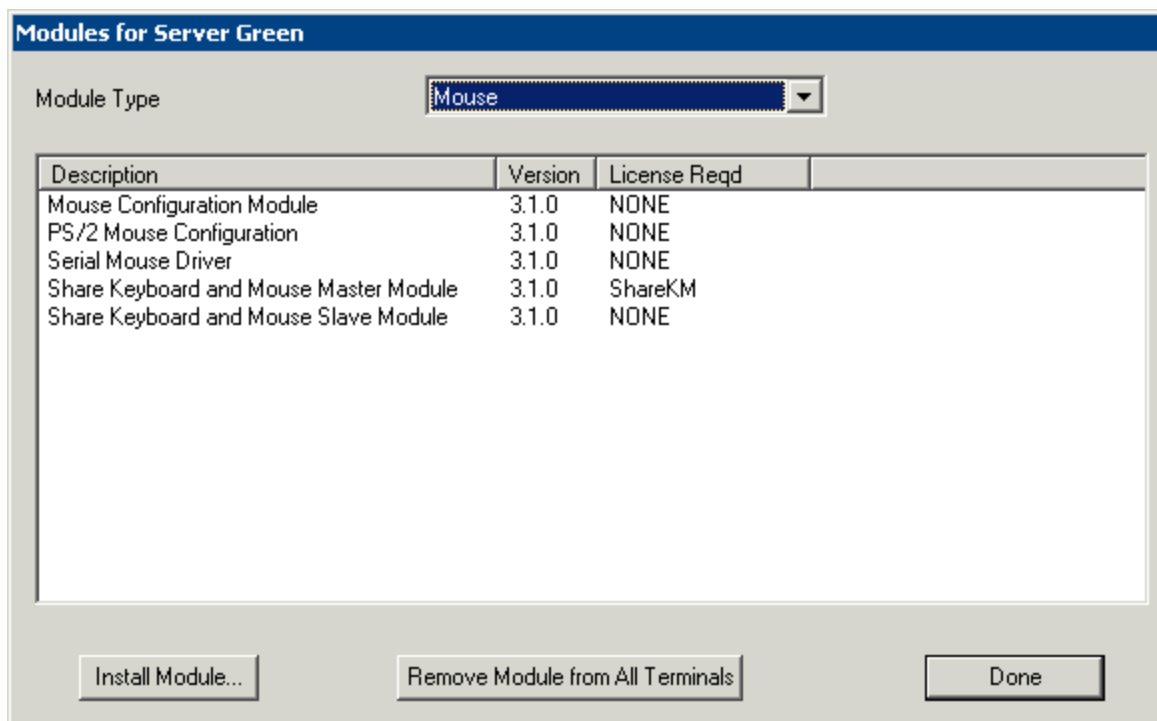 Modules for Server Green
Module Type Mouse
Description Version License Reqd
Mouse Configuration Module 3.1.0 NONE
PS/2 Mouse Configuration 3.1.0 NONE
Serial Mouse Driver 3.1.0 NONE
Share Keyboard and Mouse Master Module 3.1.0 ShareKM
Share Keyboard and Mouse Slave Module 3.1.0 NONE
Install Module... Remove Module from All Terminals Done